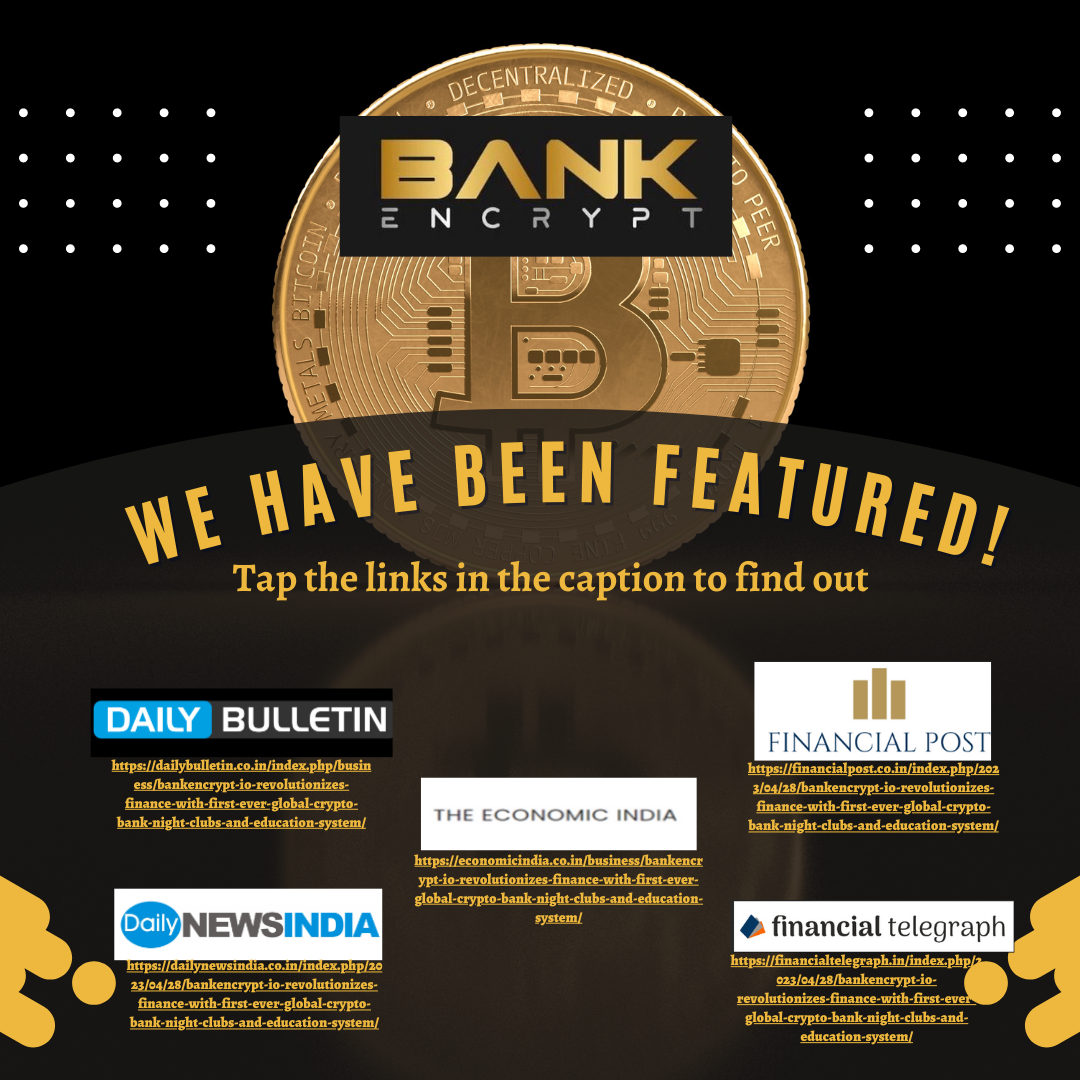 DECENTRALIZED
BANK
ENCRYPT
TO PEER
METALS BITCOIN
WE HAVE BEEN FEATURED!
Tap the links in the caption to find out
DAILY BULLETIN
https://dailybulletin.co.in/index.php/busin
ess/bankencrypt-io-revolutionizes-
finance-with-first-ever-global-crypto-
bank-night-clubs-and-education-system/
FINANCIAL POST
https://financialpost.co.in/index.php/202
3/04/28/bankencrypt-io-revolutionizes-
finance-with-first-ever-global-crypto-
bank-night-clubs-and-education-system/
THE ECONOMIC INDIA
https://economicindia.co.in/business/bankencr
ypt-io-revolutionizes-finance-with-first-ever-
global-crypto-bank-night-clubs-and-education-
system/
Daily NEWSINDIA
https://dailynewsindia.co.in/index.php/20
23/04/28/bankencrypt-io-revolutionizes-
finance-with-first-ever-global-crypto-
bank-night-clubs-and-education-system/
financial telegraph
https://financialtelegraph.in/index.php/2
023/04/28/bankencrypt-io-
revolutionizes-finance-with-first-ever-
global-crypto-bank-night-clubs-and-
education-system/